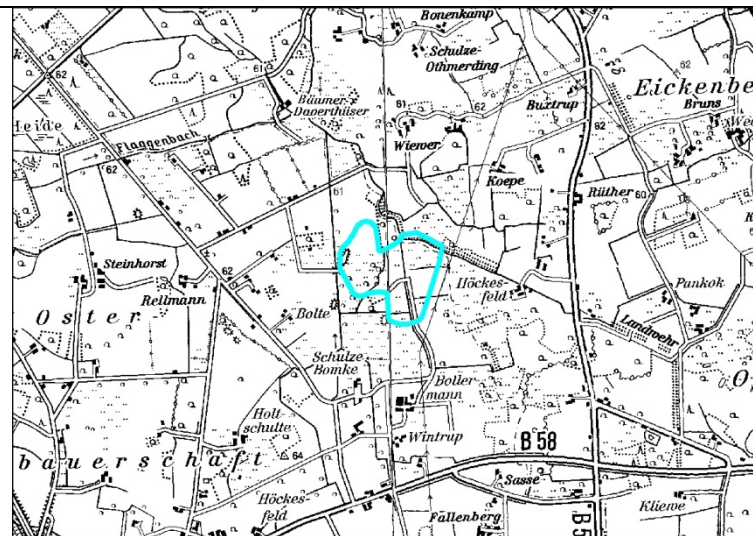 Bonenkamp
Schulze-
Othmerding
62
61
62
Eickenbe
Bäumer-
Daverthüser
Buxtrup
Bruns
Heide
Flaggenbach
61
Wiewer
62
62
Koepe
Rüther
60
61
Steinhorst
Rellmann
62
Höckes-
feld
Pankok
Oster
Bolte
Landwehr
Schulze
Bomke
Boller
mann
Holt-
schulte
Wintrup
B 58
64
bauerschaft
Höckes-
feld
Sasse
Kliewe
Fallenberg